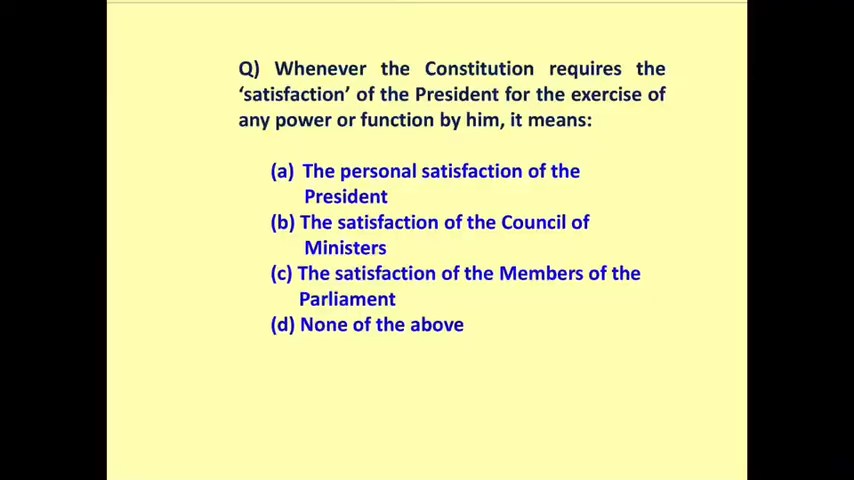 Q) Whenever the Constitution requires the
‘satisfaction’ of the President for the exercise of
any power or function by him, it means:
(a) The personal satisfaction of the
President
(b) The satisfaction of the Council of
Ministers
(c) The satisfaction of the Members of the
Parliament
(d) None of the above